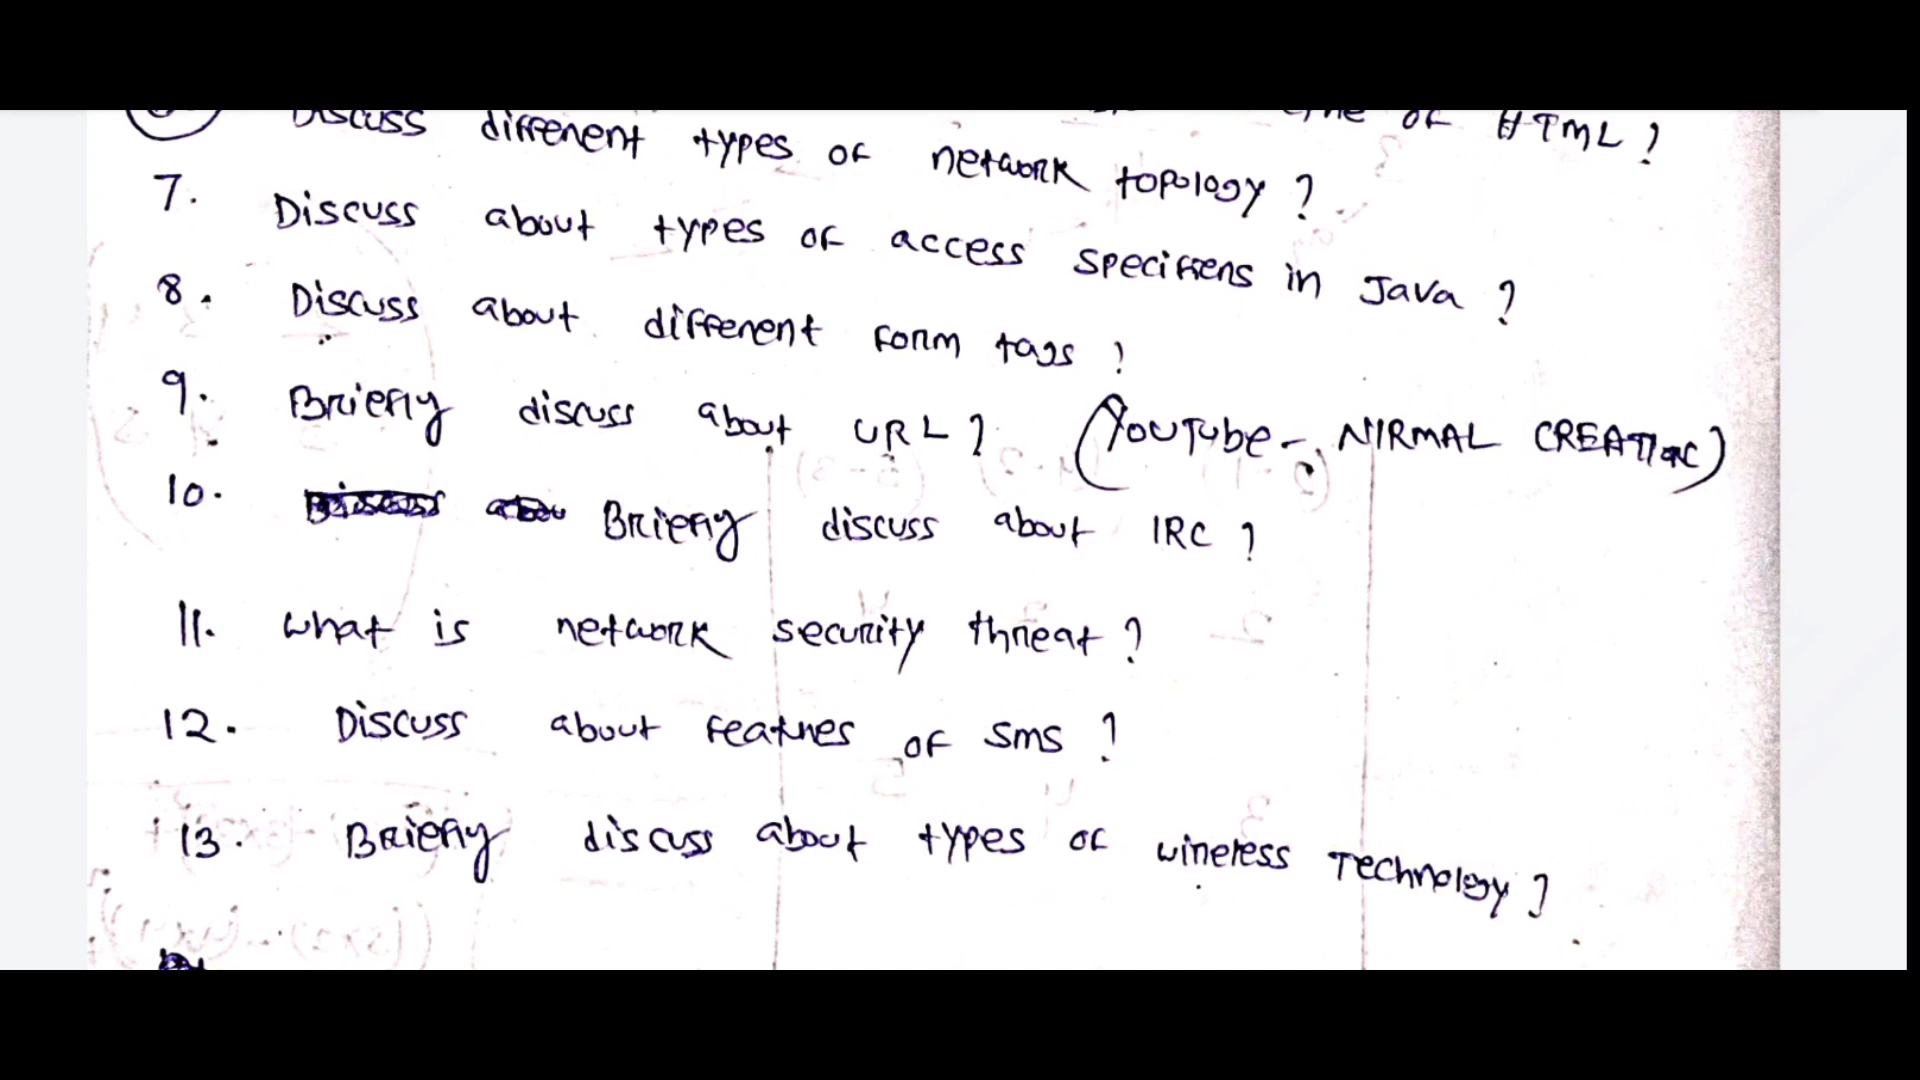 of HTML?
Discuss different types of network topology?
7. Discuss about types of access specifiers in Java?
8. Discuss about different form tags?
9. Briefly discuss about URL? (YouTube - NIRMAL CREATION)
10. Briefly discuss about IRC?
11. what is network security threat?
12. Discuss about features of sms?
13. Briefly discuss about types of wireless Technology?